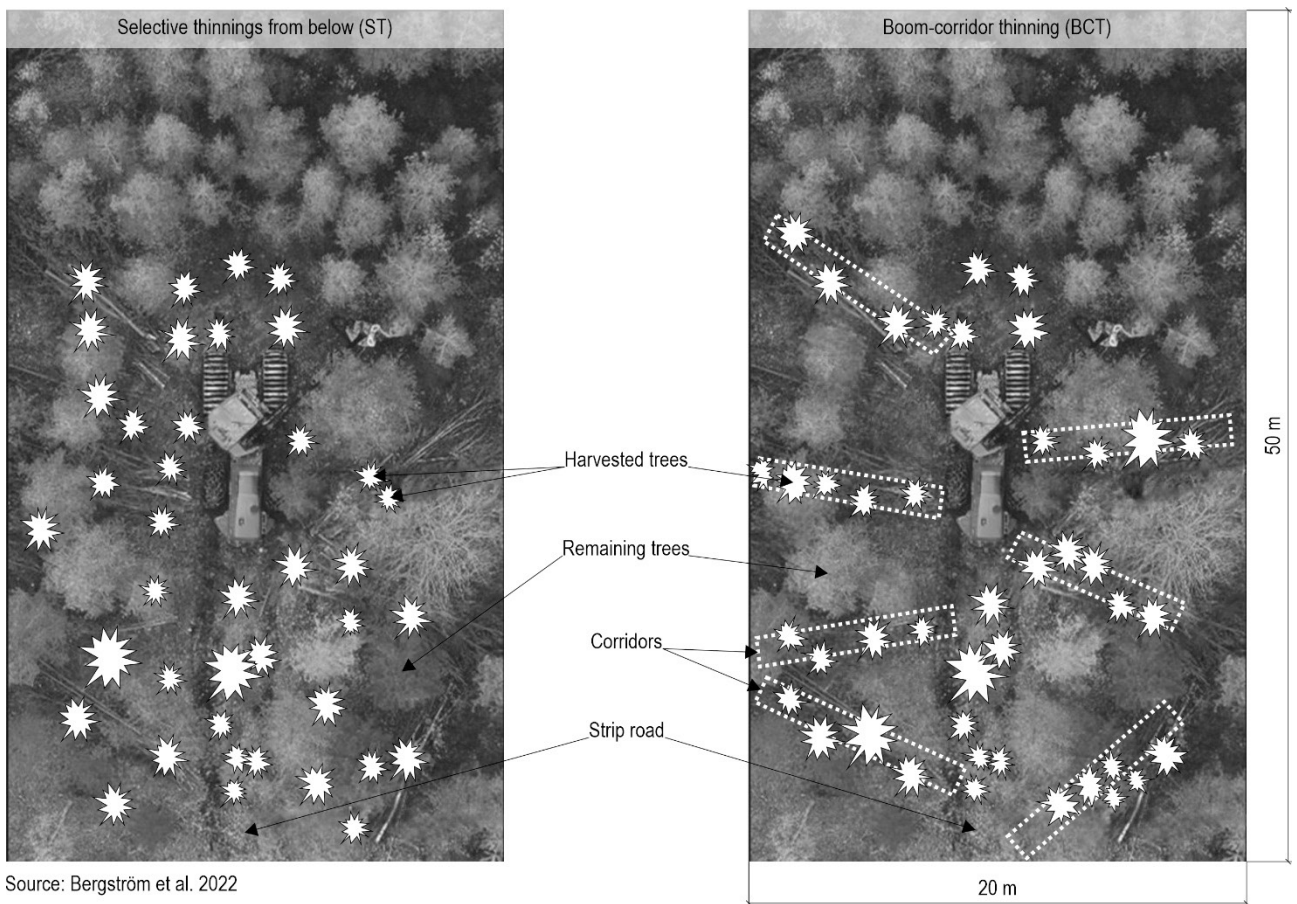 Selective thinnings from below (ST)
Boom-corridor thinning (BCT)
Harvested trees
Remaining trees
Corridors
Strip road
50 m
20 m
Source: Bergström et al. 2022